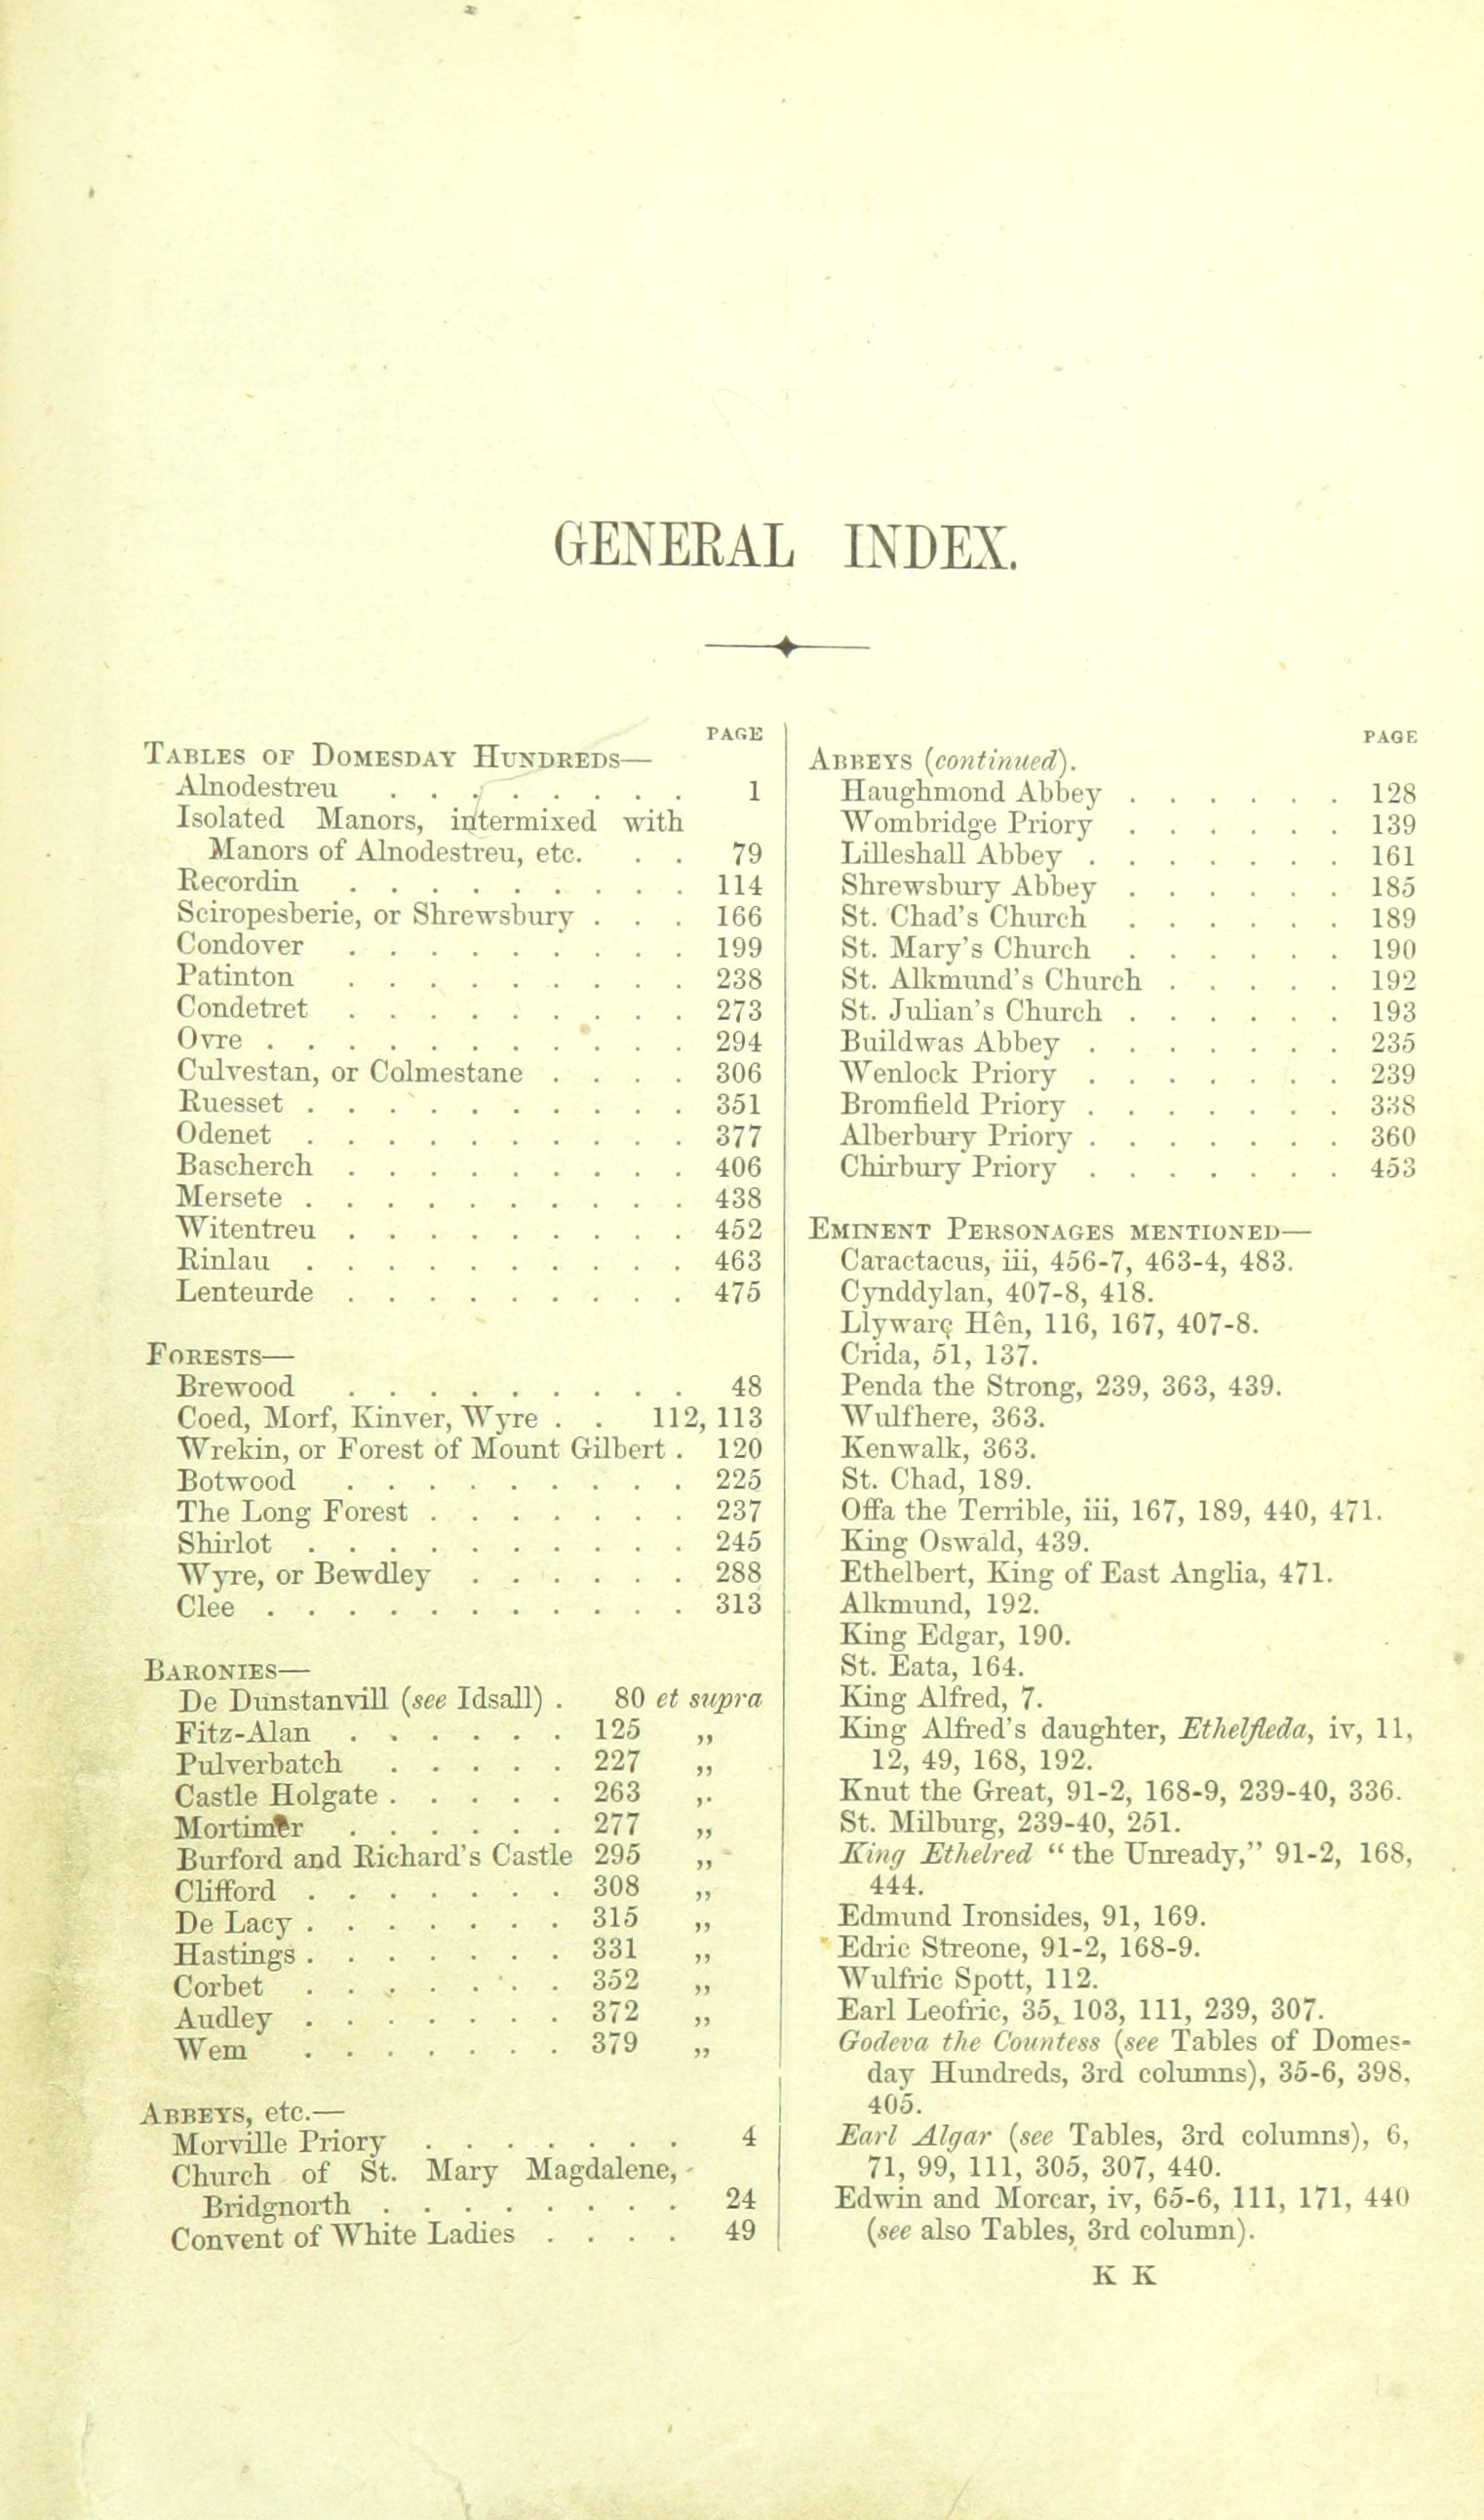 GENERAL INDEX.
PAGE
TABLES OF DOMESDAY HUNDREDS—
Alnodestreu . . . . . . . . 1
Isolated Manors, intermixed with
Manors of Alnodestreu, etc. . . 79
Recordin . . . . . . . . . 114
Sciropesberie, or Shrewsbury . . . 166
Condover . . . . . . . . . 199
Patinton . . . . . . . . . 238
Condetret . . . . . . . . . 273
Ovre . . . . . . . . . . . 294
Culvestan, or Colmestane . . . . 306
Ruesset . . . . . . . . . . 351
Odenet . . . . . . . . . . 377
Bascherch . . . . . . . . . 406
Mersete . . . . . . . . . . 438
Witentreu . . . . . . . . . 452
Rinlau . . . . . . . . . . 463
Lenteurde . . . . . . . . . 475
FORESTS—
Brewood . . . . . . . . . 48
Coed, Morf, Kinver, Wyre . . 112, 113
Wrekin, or Forest of Mount Gilbert . 120
Botwood . . . . . . . . . 225
The Long Forest . . . . . . . 237
Shirlot . . . . . . . . . . 245
Wyre, or Bewdley . . . . . . 288
Clee . . . . . . . . . . . 313
BARONIES—
De Dunstanvill (see Idsall) . 80 et supra
Fitz-Alan . . . . . . 125 ,,
Pulverbatch . . . . . 227 ,,
Castle Holgate . . . . . 263 ,,
Mortimer . . . . . . 277 ,,
Burford and Richard's Castle 295 ,,
Clifford . . . . . . . 308 ,,
De Lacy . . . . . . . 315 ,,
Hastings . . . . . . . 331 ,,
Corbet . . . . . . . 352 ,,
Audley . . . . . . . 372 ,,
Wem . . . . . . . 379 ,,
ABBEYS, etc.—
Morville Priory . . . . . . . 4
Church of St. Mary Magdalene,
Bridgnorth . . . . . . . . 24
Convent of White Ladies . . . . 49
PAGE
ABBEYS (continued).
Haughmond Abbey . . . . . . 128
Wombridge Priory . . . . . . 139
Lilleshall Abbey . . . . . . . 161
Shrewsbury Abbey . . . . . . 185
St. Chad's Church . . . . . . 189
St. Mary's Church . . . . . . 190
St. Alkmund's Church . . . . . 192
St. Julian's Church . . . . . . 193
Buildwas Abbey . . . . . . . 235
Wenlock Priory . . . . . . . 239
Bromfield Priory . . . . . . . 338
Alberbury Priory . . . . . . . 360
Chirbury Priory . . . . . . . 453
EMINENT PERSONAGES MENTIONED—
Caractacus, iii, 456-7, 463-4, 483.
Cynddylan, 407-8, 418.
Llywarç Hên, 116, 167, 407-8.
Crida, 51, 137.
Penda the Strong, 239, 363, 439.
Wulfhere, 363.
Kenwalk, 363.
St. Chad, 189.
Offa the Terrible, iii, 167, 189, 440, 471.
King Oswald, 439.
Ethelbert, King of East Anglia, 471.
Alkmund, 192.
King Edgar, 190.
St. Eata, 164.
King Alfred, 7.
King Alfred's daughter, Ethelfleda, iv, 11,
12, 49, 168, 192.
Knut the Great, 91-2, 168-9, 239-40, 336.
St. Milburg, 239-40, 251.
King Ethelred "the Unready," 91-2, 168,
444.
Edmund Ironsides, 91, 169.
Edric Streone, 91-2, 168-9.
Wulfric Spott, 112.
Earl Leofric, 35, 103, 111, 239, 307.
Godeva the Countess (see Tables of Domes-
day Hundreds, 3rd columns), 35-6, 398,
405.
Earl Algar (see Tables, 3rd columns), 6,
71, 99, 111, 305, 307, 440.
Edwin and Morcar, iv, 65-6, 111, 171, 440
(see also Tables, 3rd column).
K K